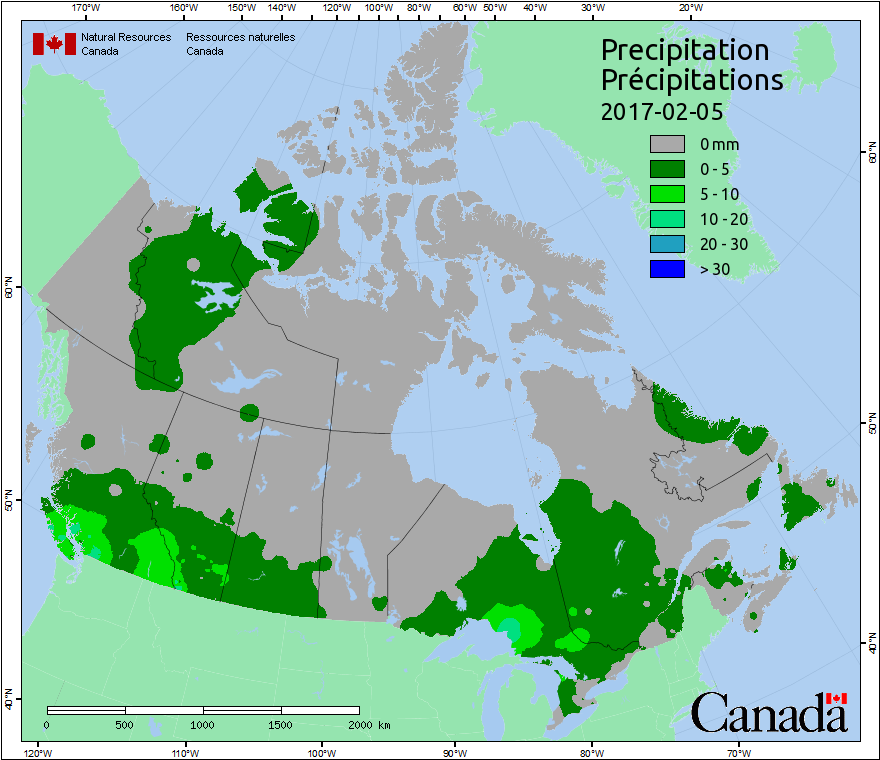 170°W 160°W 150°W 140°W 120°W 100°W 80°W 60°W 50°W 40°W 30°W 20°W
Natural Resources Ressources naturelles
Canada Canada
Precipitation
Précipitations
2017-02-05
0 mm
0 - 5
5 - 10
10 - 20
20 - 30
> 30
60°N
60°N
50°N
50°N
40°N
40°N
0 500 1000 1500 2000 km
Canada
120°W 110°W 100°W 90°W 80°W 70°W